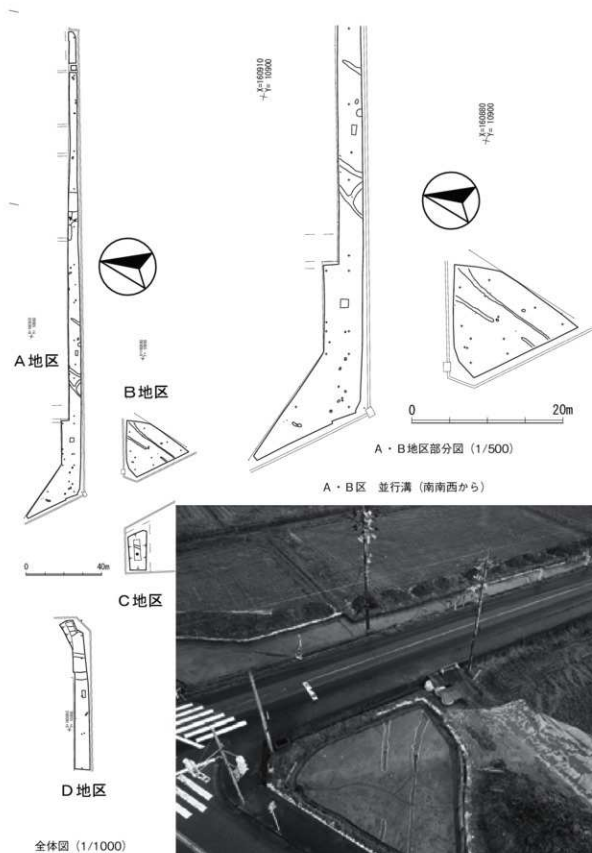 X=160910
Y= 10900
X=160880
Y= 10900
A地区
B地区
0 20m
A・B地区部分図（1/500）
A・B区 並行溝（南南西から）
0 40m
C地区
D地区
全体図（1/1000）